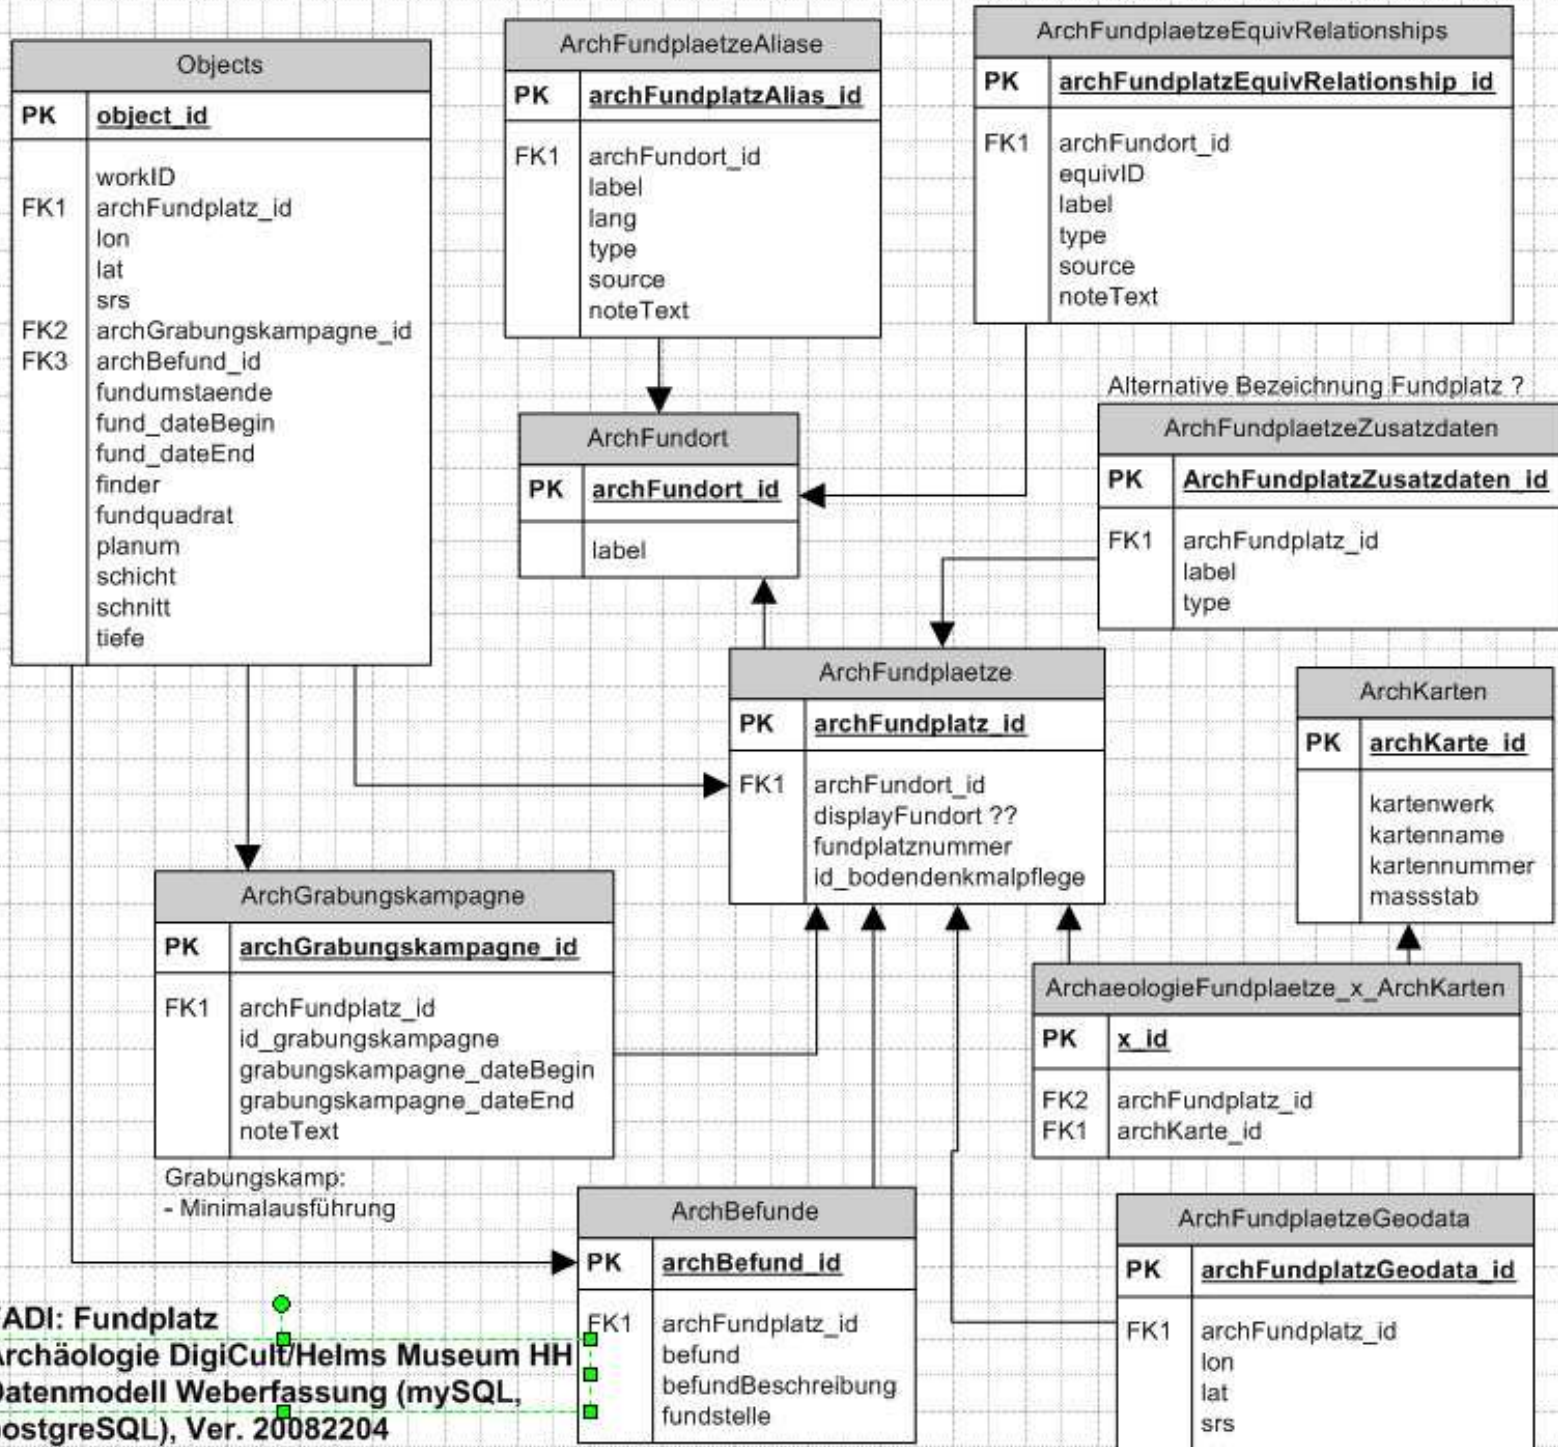 Objects
PK object_id
workID
FK1 archFundplatz_id
lon
lat
srs
FK2 archGrabungskampagne_id
FK3 archBefund_id
fundumstaende
fund_dateBegin
fund_dateEnd
finder
fundquadrat
planum
schicht
schnitt
tiefe
ArchFundplaetzeAliase
PK archFundplatzAlias_id
FK1 archFundort_id
label
lang
type
source
noteText
ArchFundplaetzeEquivRelationships
PK archFundplatzEquivRelationship_id
FK1 archFundort_id
equivID
label
type
source
noteText
ArchFundort
PK archFundort_id
label
Alternative Bezeichnung Fundplatz ?
ArchFundplaetzeZusatzdaten
PK ArchFundplatzZusatzdaten_id
FK1 archFundplatz_id
label
type
ArchFundplaetze
PK archFundplatz_id
FK1 archFundort_id
displayFundort ??
fundplatznummer
id_bodendenkmalpflege
ArchKarten
PK archKarte_id
kartenwerk
kartenname
kartennummer
massstab
ArchGrabungskampagne
PK archGrabungskampagne_id
FK1 archFundplatz_id
id_grabungskampagne
grabungskampagne_dateBegin
grabungskampagne_dateEnd
noteText
Grabungskamp:
- Minimalausführung
ArchaeologieFundplaetze_x_ArchKarten
PK x_id
FK2 archFundplatz_id
FK1 archKarte_id
ArchBefunde
PK archBefund_id
FK1 archFundplatz_id
befund
befundBeschreibung
fundstelle
ArchFundplaetzeGeodata
PK archFundplatzGeodata_id
FK1 archFundplatz_id
lon
lat
srs
ADI: Fundplatz
Archäologie DigiCult/Helms Museum HH
Datenmodell Weberfassung (mySQL,
postgreSQL), Ver. 20082204